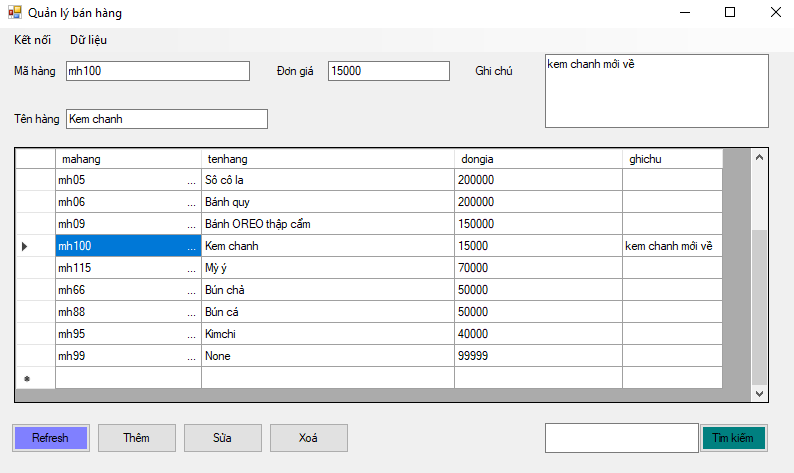 Quản lý bán hàng
Kết nối Dữ liệu
Mã hàng mh100 Đơn giá 15000 Ghi chú kem chanh mới về
Tên hàng Kem chanh
mahang tenhang dongia ghichu
mh05 ... Sô cô la 200000
mh06 ... Bánh quy 200000
mh09 ... Bánh OREO thập cẩm 150000
mh100 ... Kem chanh 15000 kem chanh mới về
mh115 ... Mỳ ý 70000
mh66 ... Bún chả 50000
mh88 ... Bún cá 50000
mh95 ... Kimchi 40000
mh99 ... None 99999
Refresh Thêm Sửa Xoá Tìm kiếm